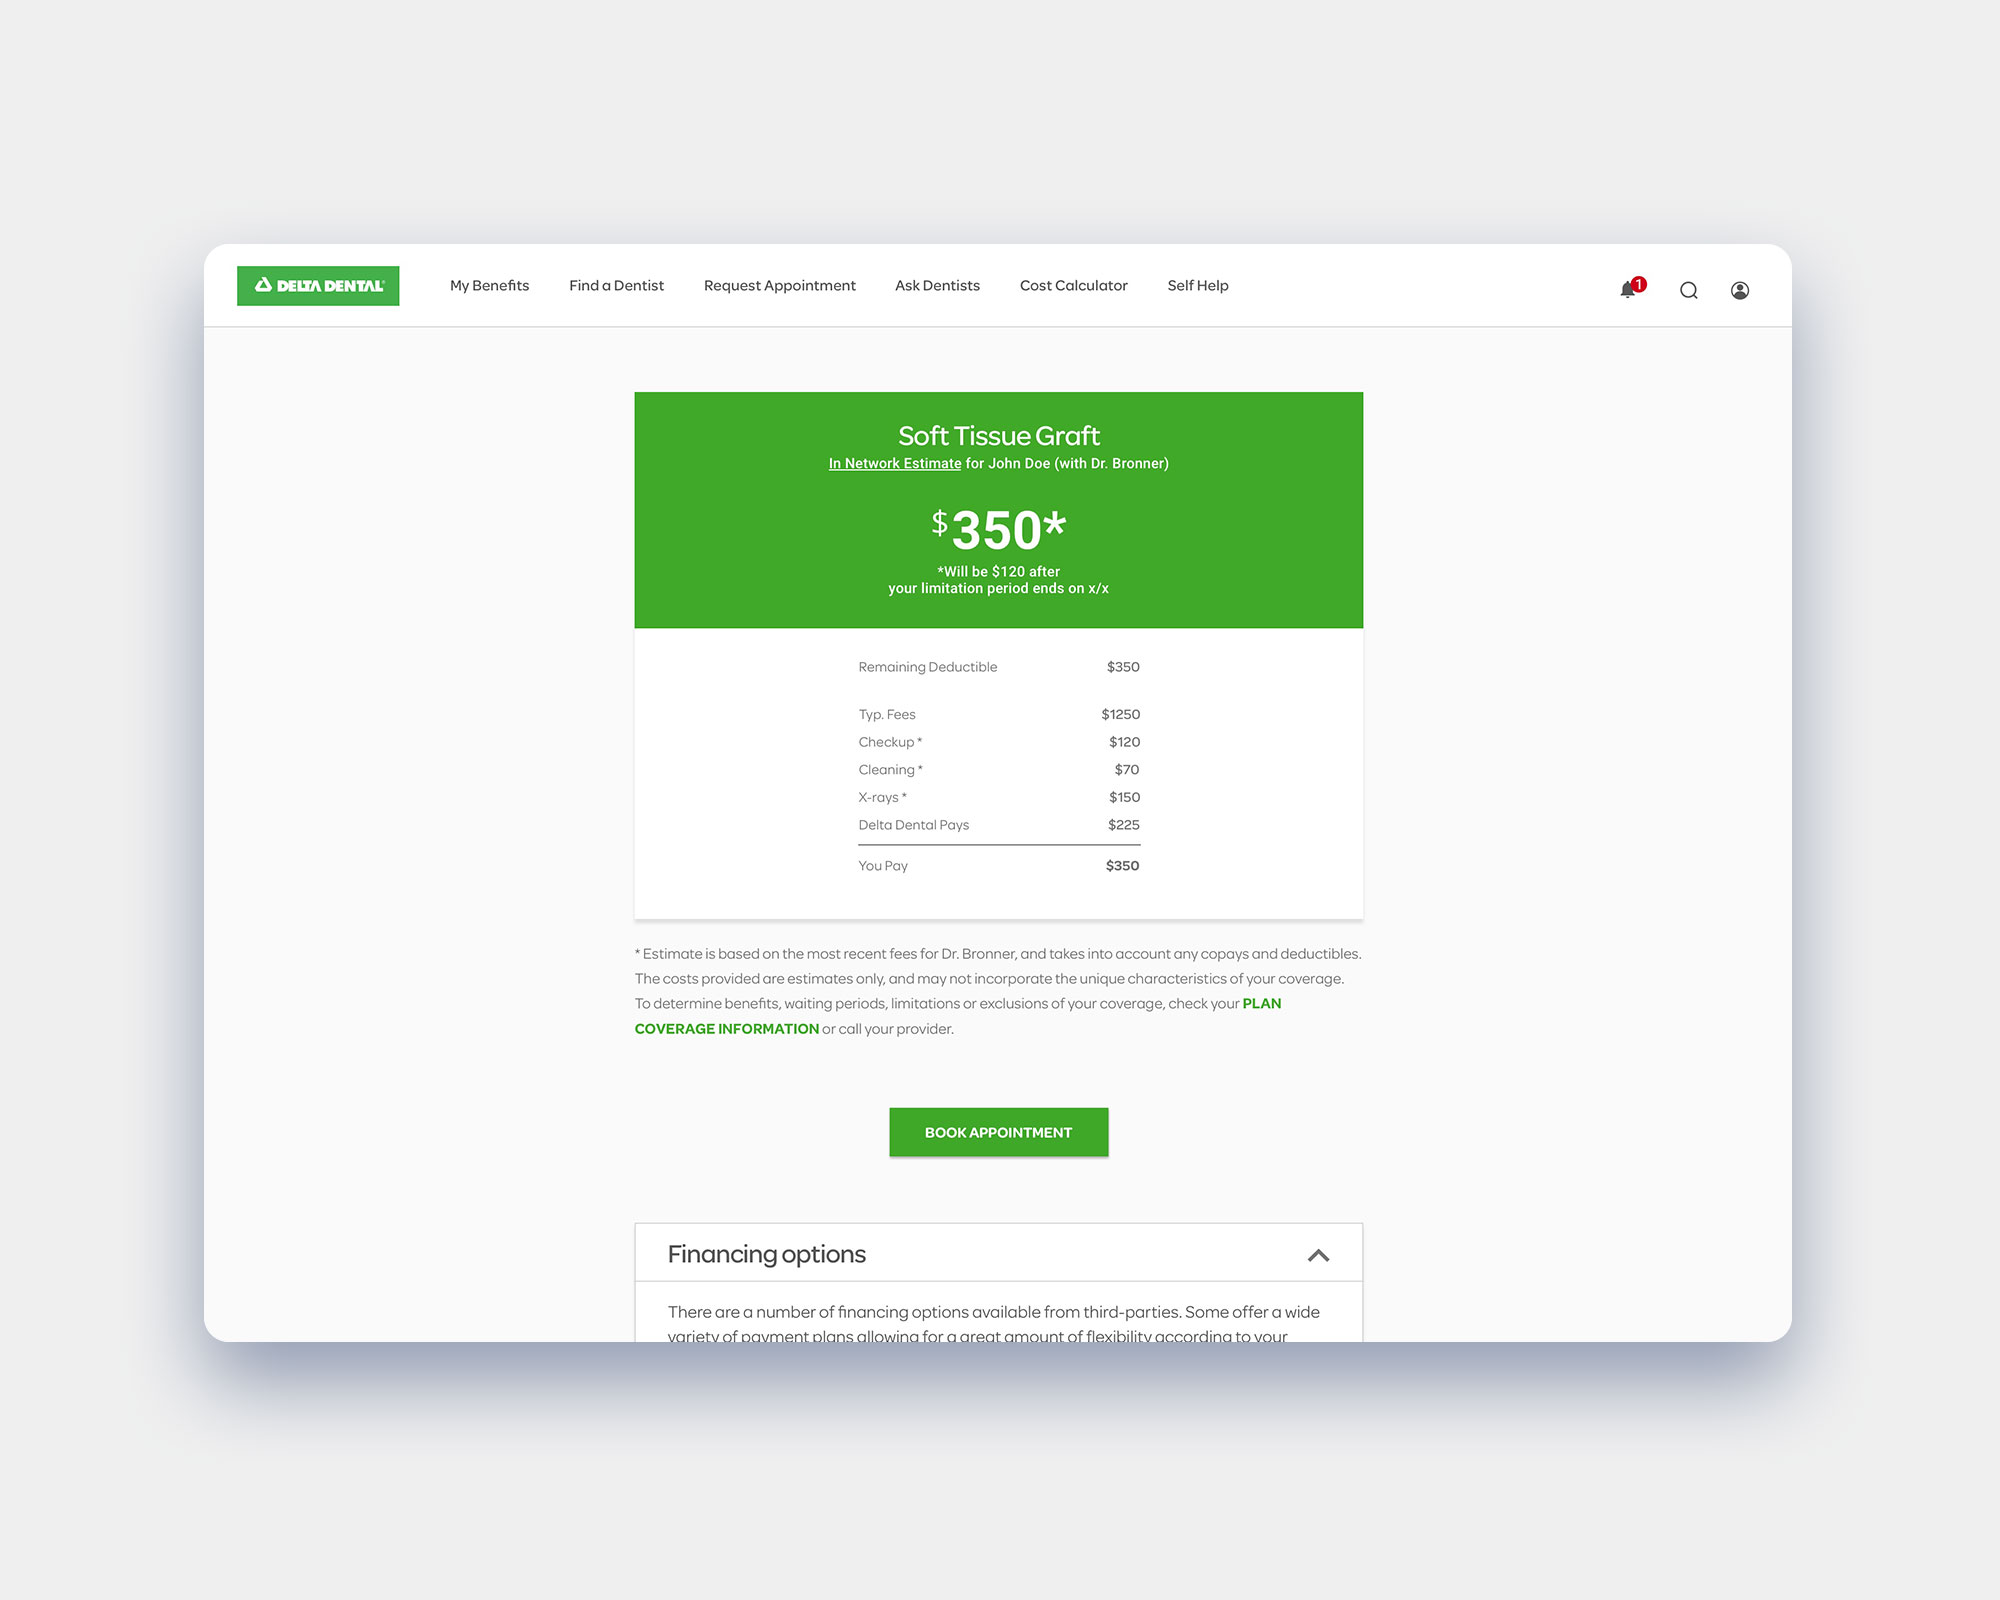 DELTA DENTAL
My Benefits
Find a Dentist
Request Appointment
Ask Dentists
Cost Calculator
Self Help
1
Soft Tissue Graft
In Network Estimate for John Doe (with Dr. Bronner)
$350*
*Will be $120 after
your limitation period ends on x/x
Remaining Deductible $350
Typ. Fees $1250
Checkup * $120
Cleaning * $70
X-rays * $150
Delta Dental Pays $225
You Pay $350
* Estimate is based on the most recent fees for Dr. Bronner, and takes into account any copays and deductibles.
The costs provided are estimates only, and may not incorporate the unique characteristics of your coverage.
To determine benefits, waiting periods, limitations or exclusions of your coverage, check your PLAN
COVERAGE INFORMATION or call your provider.
BOOK APPOINTMENT
Financing options
There are a number of financing options available from third-parties. Some offer a wide
variety of payment plans allowing for a great amount of flexibility according to your